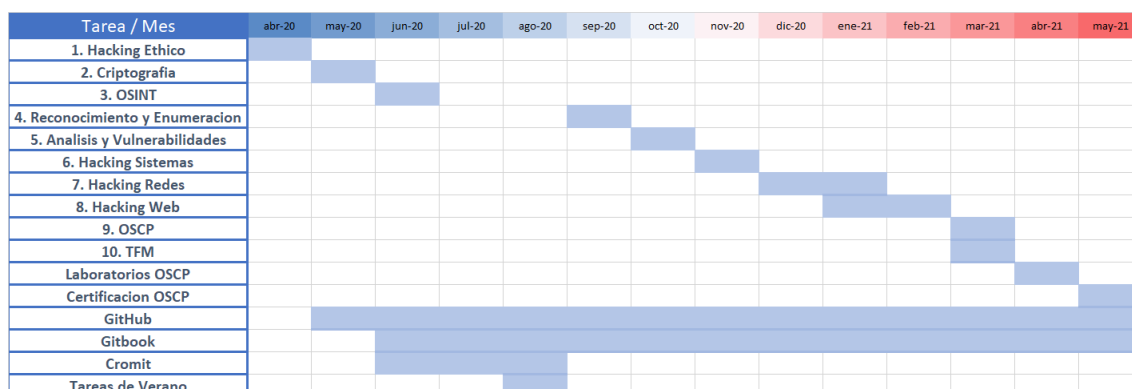 Tarea / Mes abr-20 may-20 jun-20 jul-20 ago-20 sep-20 oct-20 nov-20 dic-20 ene-21 feb-21 mar-21 abr-21 may-21
1. Hacking Ethico
2. Criptografia
3. OSINT
4. Reconocimiento y Enumeracion
5. Analisis y Vulnerabilidades
6. Hacking Sistemas
7. Hacking Redes
8. Hacking Web
9. OSCP
10. TFM
Laboratorios OSCP
Certificacion OSCP
GitHub
Gitbook
Cromit
Tareas de Verano